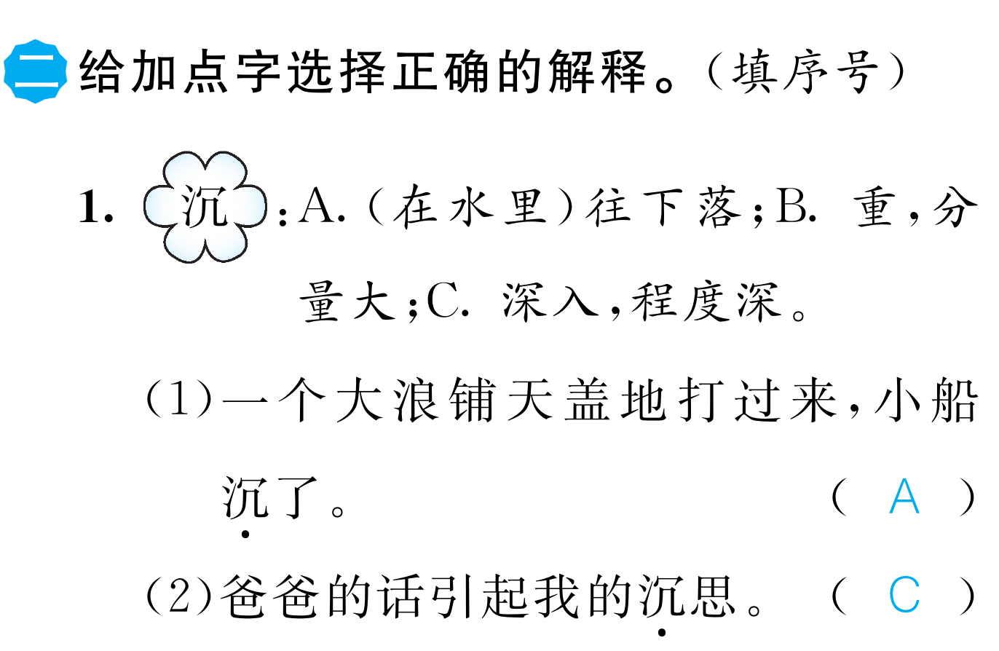 二 给加点字选择正确的解释。（填序号）
1. 沉：A.（在水里）往下落；B. 重，分
量大；C. 深入，程度深。
（1）一个大浪铺天盖地打过来，小船
沉了。（ A ）
（2）爸爸的话引起我的沉思。（ C ）